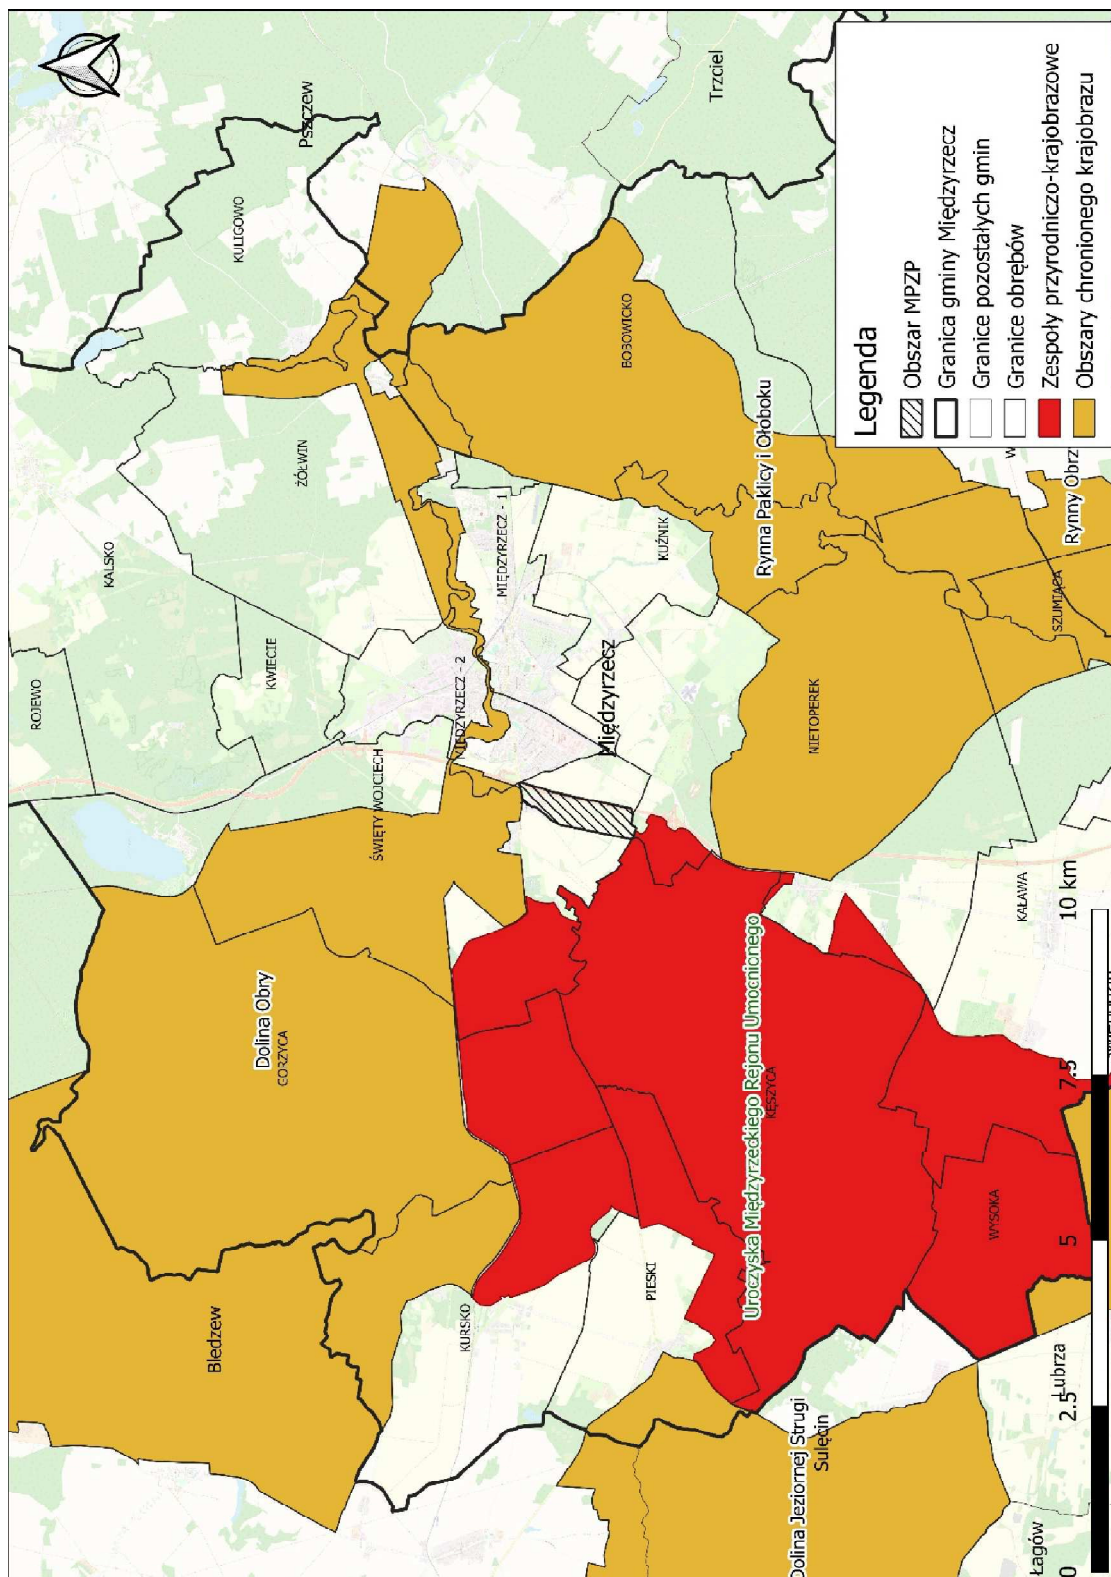 Pszczew
Trzciel
KULIGOWO
BOBOWICKO
ROJEWO
KALSKO
ŻÓŁWIN
KWIECIE
MIĘDZYRZECZ - 1
KUŹNIK
Rynna Paklicy i Ołoboku
Rynny Obrz
SZUMIĄCA
MIĘDZYRZECZ - 2
Międzyrzecz
NIETOPEREK
ŚWIĘTY WOJCIECH
KAŁAWA
Dolina Obry
GORZYCA
Uroczyska Międzyrzeckiego Rejonu Umocnionego
KĘSZYCA
WYSOKA
PIESKI
KURSKO
Bledzew
Lubrza
Dolina Jeziornej Strugi
Sulęcin
Łagów
Legenda
Obszar MPZP
Granica gminy Międzyrzecz
Granice pozostałych gmin
Granice obrębów
Zespoły przyrodniczo-krajobrazowe
Obszary chronionego krajobrazu
0
2.5
5
7.5
10 km